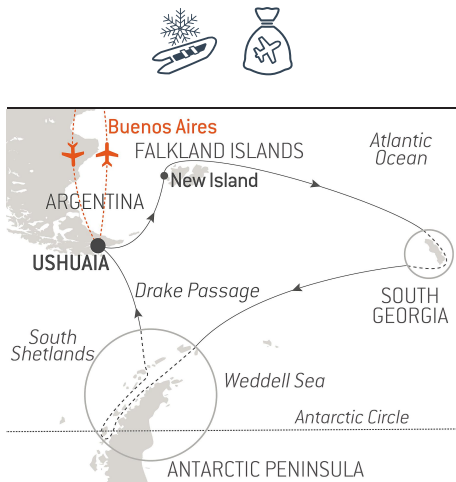 Buenos Aires
Atlantic
Ocean
FALKLAND ISLANDS
New Island
ARGENTINA
USHUAIA
Drake Passage
SOUTH
GEORGIA
South
Shetlands
Weddell Sea
Antarctic Circle
ANTARCTIC PENINSULA